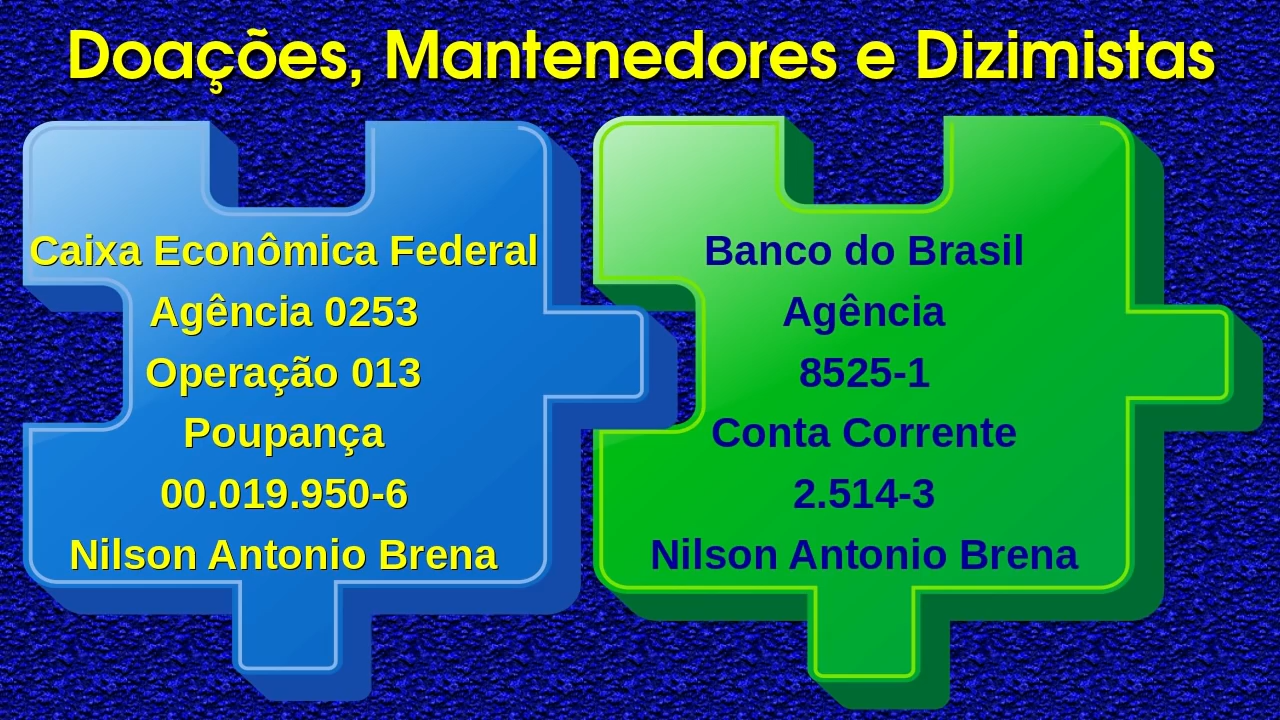 Doações, Mantenedores e Dizimistas
Caixa Econômica Federal
Agência 0253
Operação 013
Poupança
00.019.950-6
Nilson Antonio Brena
Banco do Brasil
Agência
8525-1
Conta Corrente
2.514-3
Nilson Antonio Brena